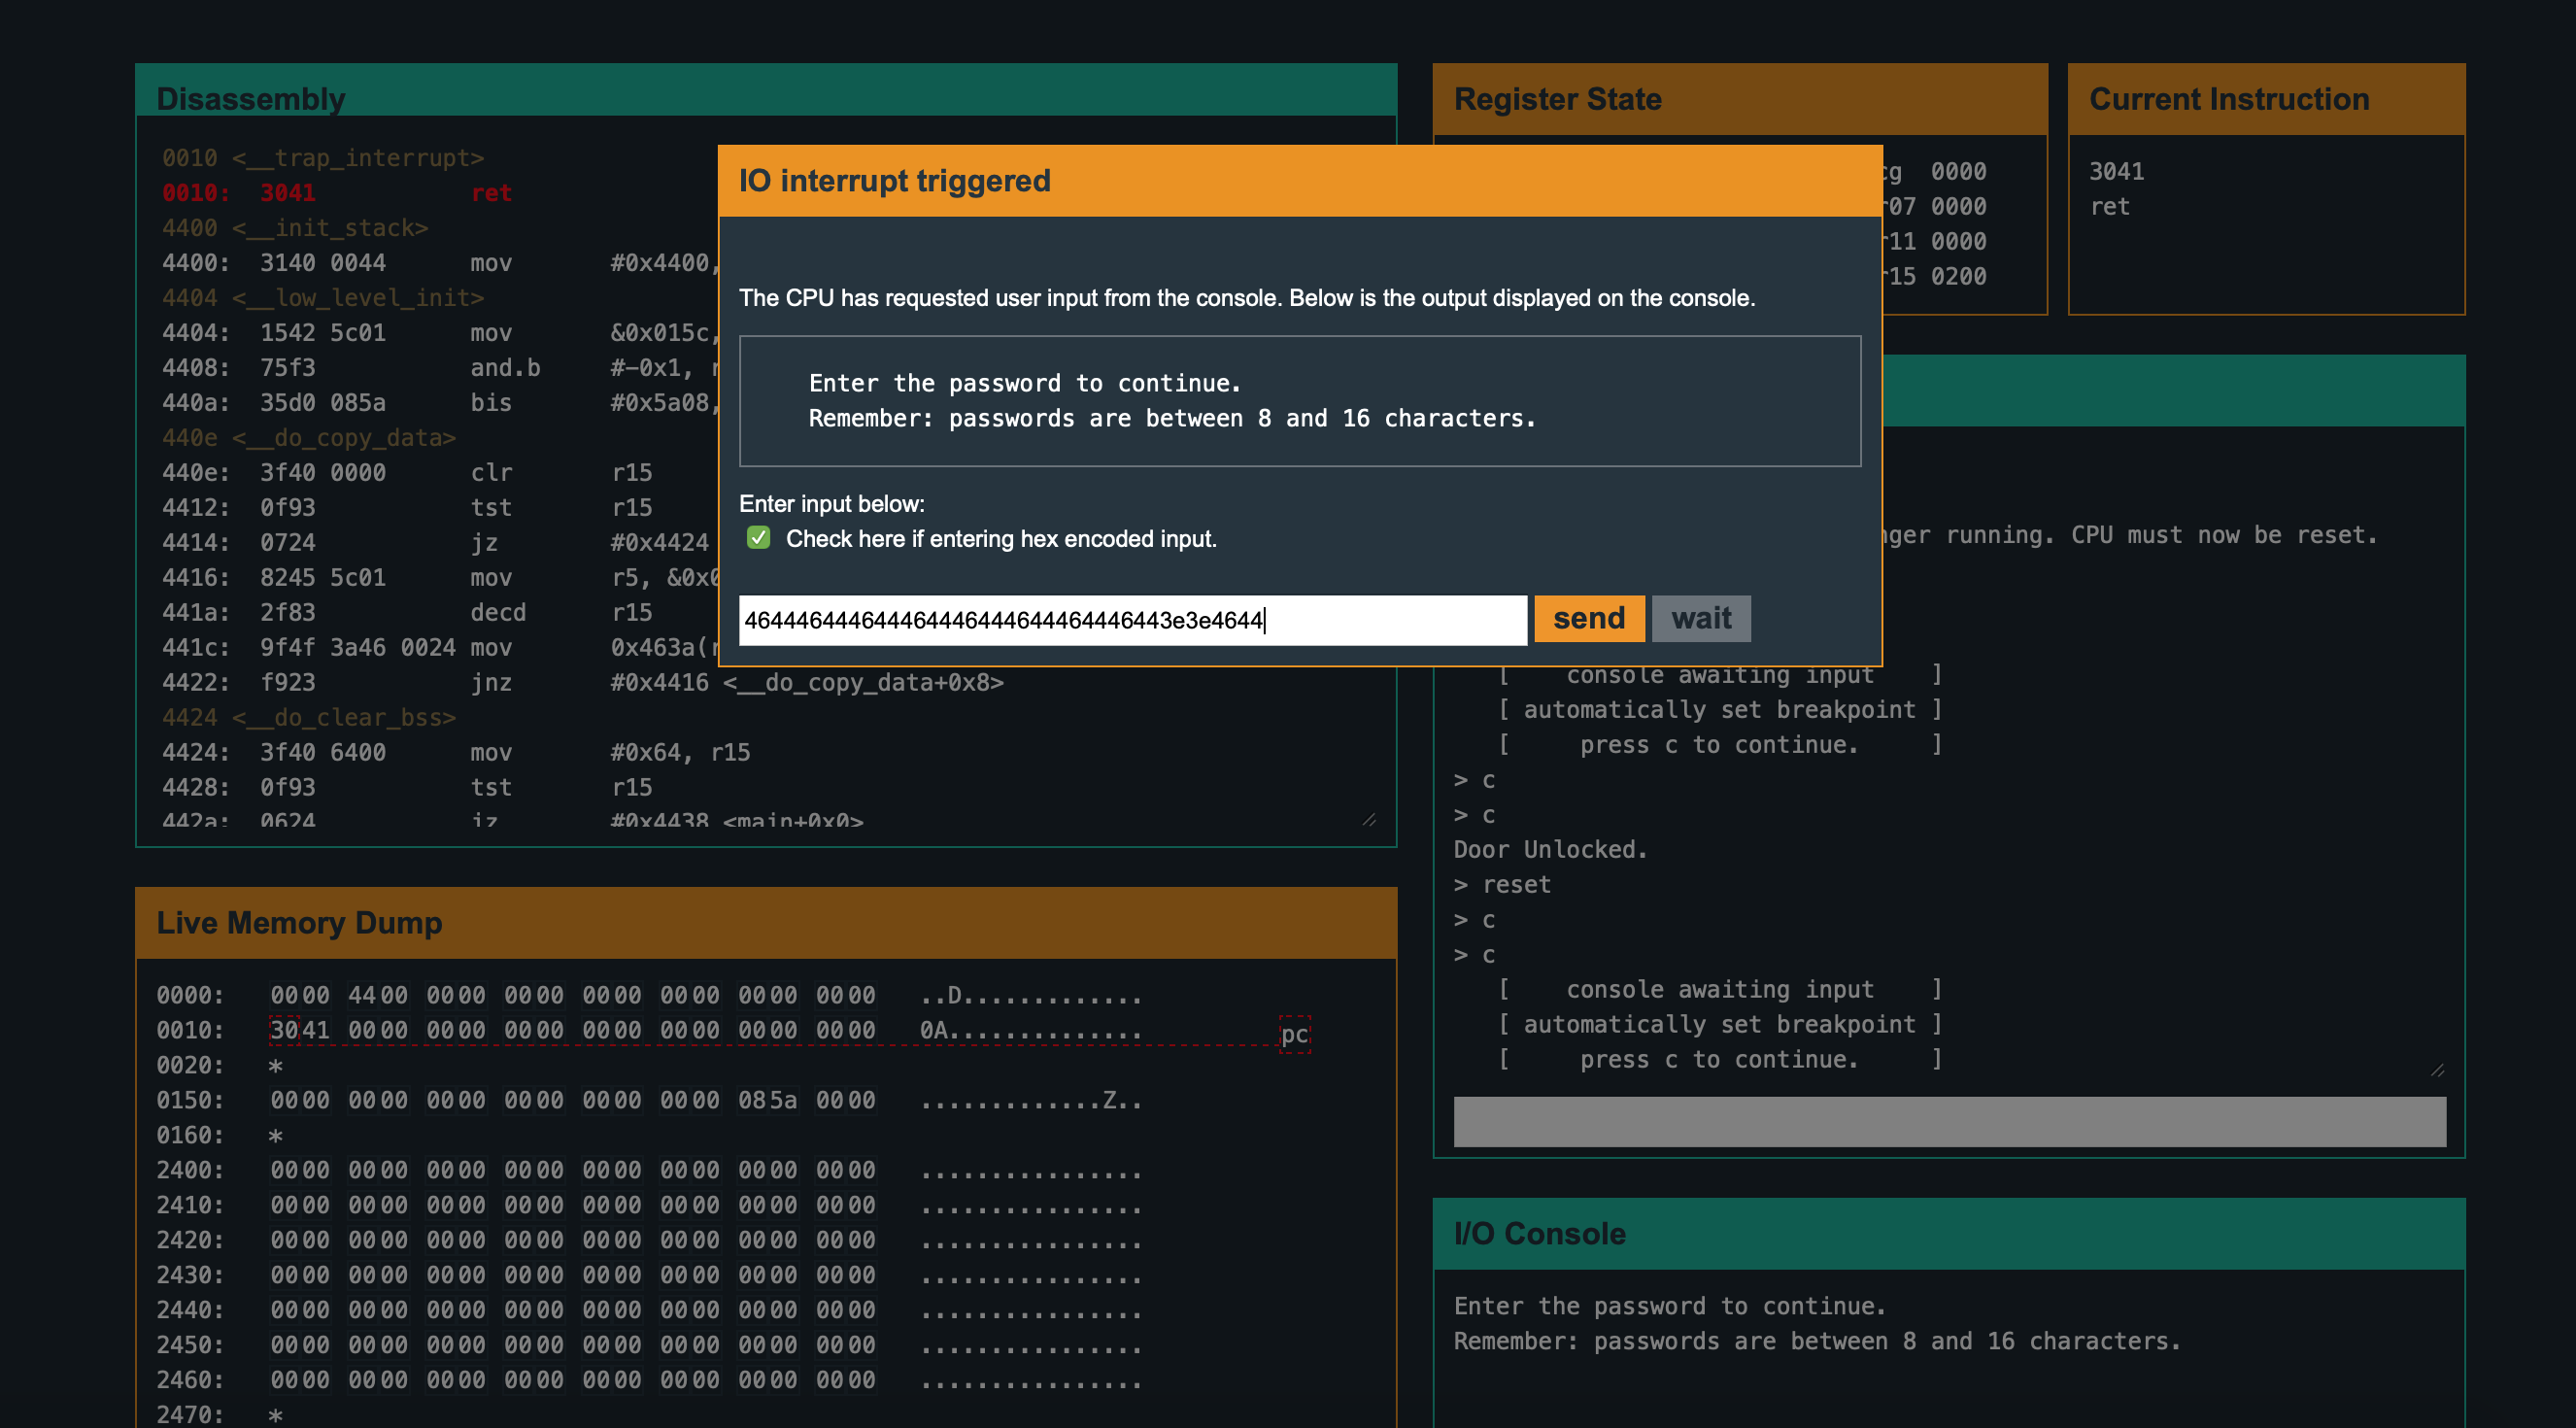 Disassembly
0010 <__trap_interrupt>
0010: 3041 ret
4400 <__init_stack>
4400: 3140 0044 mov #0x4400,
4404 <__low_level_init>
4404: 1542 5c01 mov &0x015c,
4408: 75f3 and.b #-0x1, r
440a: 35d0 085a bis #0x5a08,
440e <__do_copy_data>
440e: 3f40 0000 clr r15
4412: 0f93 tst r15
4414: 0724 jz #0x4424
4416: 8245 5c01 mov r5, &0x0
441a: 2f83 decd r15
441c: 9f4f 3a46 0024 mov 0x463a(r
4422: f923 jnz #0x4416 <__do_copy_data+0x8>
4424 <__do_clear_bss>
4424: 3f40 6400 mov #0x64, r15
4428: 0f93 tst r15
442a: 0624 jz #0x4438 <main+0x0>
Live Memory Dump
0000: 0000 4400 0000 0000 0000 0000 0000 0000 ..D.............
0010: 3041 0000 0000 0000 0000 0000 0000 0000 0A.............. pc
0020: *
0150: 0000 0000 0000 0000 0000 0000 085a 0000 .............Z..
0160: *
2400: 0000 0000 0000 0000 0000 0000 0000 0000 ................
2410: 0000 0000 0000 0000 0000 0000 0000 0000 ................
2420: 0000 0000 0000 0000 0000 0000 0000 0000 ................
2430: 0000 0000 0000 0000 0000 0000 0000 0000 ................
2440: 0000 0000 0000 0000 0000 0000 0000 0000 ................
2450: 0000 0000 0000 0000 0000 0000 0000 0000 ................
2460: 0000 0000 0000 0000 0000 0000 0000 0000 ................
2470: *
IO interrupt triggered
The CPU has requested user input from the console. Below is the output displayed on the console.
Enter the password to continue.
Remember: passwords are between 8 and 16 characters.
Enter input below:
Check here if entering hex encoded input.
4644464446444644464446444644464446443e3e4644
send wait
Register State
cg 0000
r07 0000
r11 0000
r15 0200
Current Instruction
3041
ret
nger running. CPU must now be reset.
[ console awaiting input ]
[ automatically set breakpoint ]
[ press c to continue. ]
> c
> c
Door Unlocked.
> reset
> c
> c
[ console awaiting input ]
[ automatically set breakpoint ]
[ press c to continue. ]
I/O Console
Enter the password to continue.
Remember: passwords are between 8 and 16 characters.